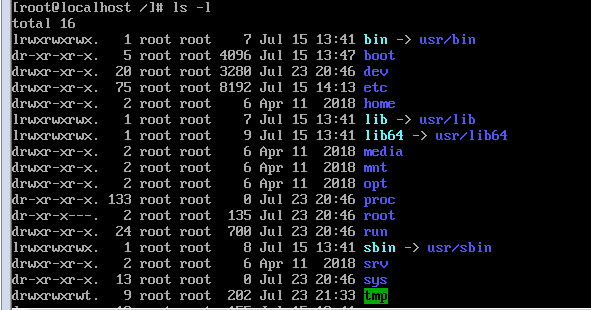 [root@localhost /]# ls -l
total 16
lrwxrwxrwx.   1 root root    7 Jul 15 13:41 bin -> usr/bin
dr-xr-xr-x.   5 root root 4096 Jul 15 13:47 boot
drwxr-xr-x.  20 root root 3280 Jul 23 20:46 dev
drwxr-xr-x.  75 root root 8192 Jul 15 14:13 etc
drwxr-xr-x.   2 root root    6 Apr 11  2018 home
lrwxrwxrwx.   1 root root    7 Jul 15 13:41 lib -> usr/lib
lrwxrwxrwx.   1 root root    9 Jul 15 13:41 lib64 -> usr/lib64
drwxr-xr-x.   2 root root    6 Apr 11  2018 media
drwxr-xr-x.   2 root root    6 Apr 11  2018 mnt
drwxr-xr-x.   2 root root    6 Apr 11  2018 opt
dr-xr-xr-x. 133 root root    0 Jul 23 20:46 proc
dr-xr-x---.   2 root root  135 Jul 23 20:46 root
drwxr-xr-x.  24 root root  700 Jul 23 20:46 run
lrwxrwxrwx.   1 root root    8 Jul 15 13:41 sbin -> usr/sbin
drwxr-xr-x.   2 root root    6 Apr 11  2018 srv
dr-xr-xr-x.  13 root root    0 Jul 23 20:46 sys
drwxrwxrwt.   9 root root  202 Jul 23 21:33 tmp